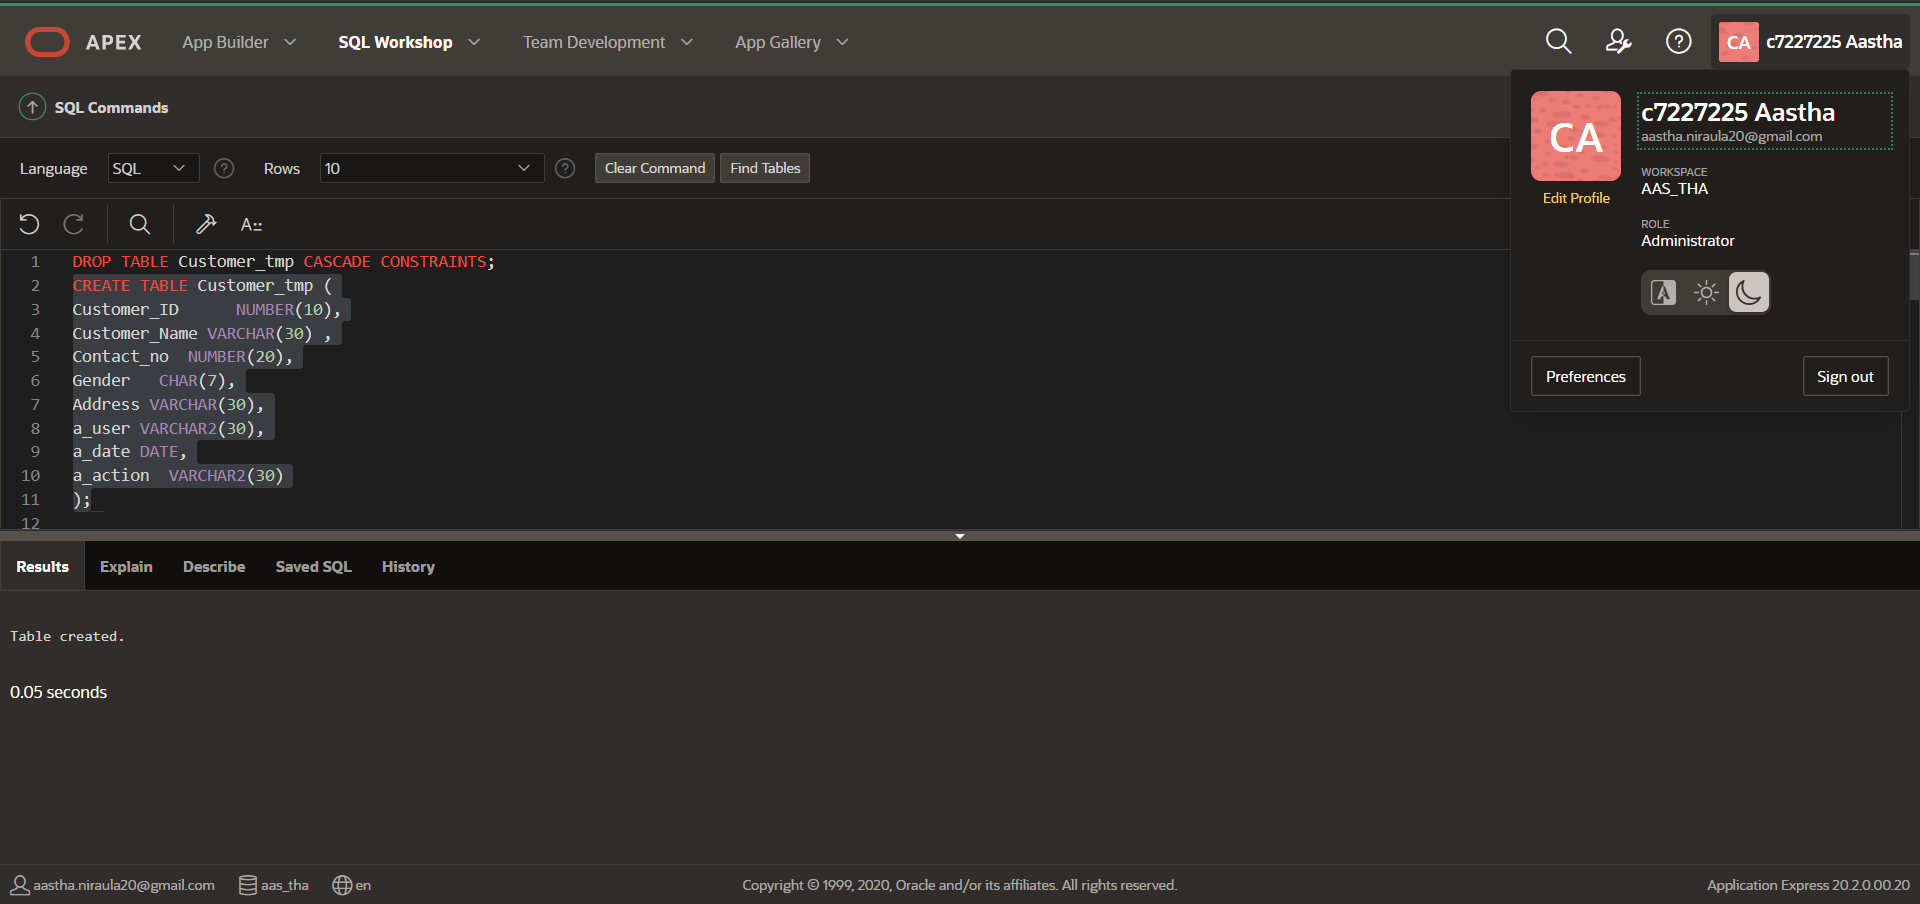 APEX App Builder SQL Workshop Team Development App Gallery CA c7227225 Aastha
SQL Commands
CA
c7227225 Aastha
aastha.niraula20@gmail.com
WORKSPACE
AAS_THA
Edit Profile
ROLE
Administrator
Preferences Sign out
Language SQL ? Rows 10 ? Clear Command Find Tables
A::
1 DROP TABLE Customer_tmp CASCADE CONSTRAINTS;
2 CREATE TABLE Customer_tmp (
3 Customer_ID      NUMBER(10),
4 Customer_Name VARCHAR(30) ,
5 Contact_no  NUMBER(20),
6 Gender   CHAR(7),
7 Address VARCHAR(30),
8 a_user VARCHAR2(30),
9 a_date DATE,
10 a_action  VARCHAR2(30)
11 );
12
Results Explain Describe Saved SQL History
Table created.
0.05 seconds
aastha.niraula20@gmail.com aas_tha en Copyright © 1999, 2020, Oracle and/or its affiliates. All rights reserved. Application Express 20.2.0.00.20